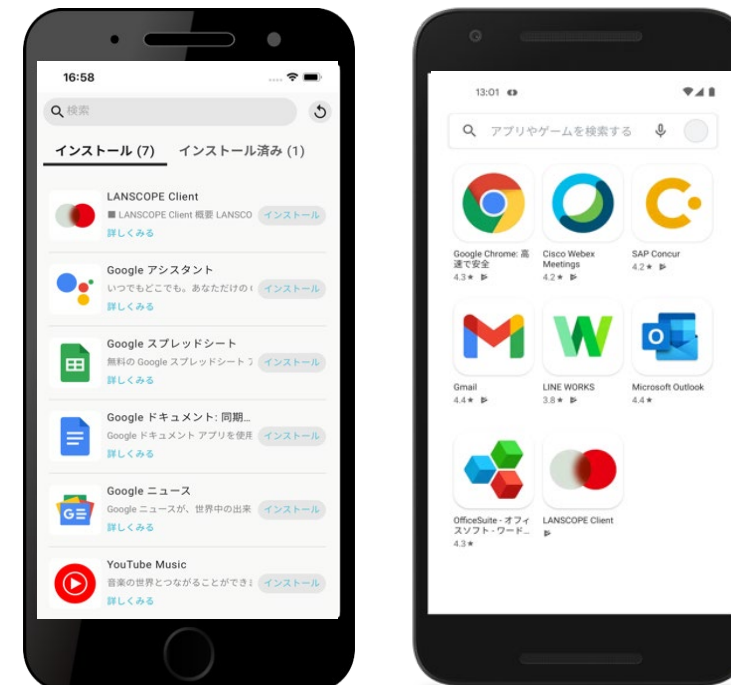 16:58
検索
インストール (7) インストール済み (1)
LANSCOPE Client
■ LANSCOPE Client 概要 LANSCO
インストール
詳しくみる
Google アシスタント
いつでもどこでも。あなただけの
インストール
詳しくみる
Google スプレッドシート
無料の Google スプレッドシート
インストール
詳しくみる
Google ドキュメント: 同期...
Google ドキュメント アプリを使用
インストール
詳しくみる
Google ニュース
Google ニュースが、世界中の出来
インストール
詳しくみる
YouTube Music
音楽の世界とつながることができ
インストール
詳しくみる
13:01
アプリやゲームを検索する
Google Chrome: 高
速で安全
4.3★
Cisco Webex
Meetings
4.2★
SAP Concur
4.2★
Gmail
4.4★
LINE WORKS
3.8★
Microsoft Outlook
4.4★
OfficeSuite - オフィ
スソフト - ワード...
4.3★
LANSCOPE Client